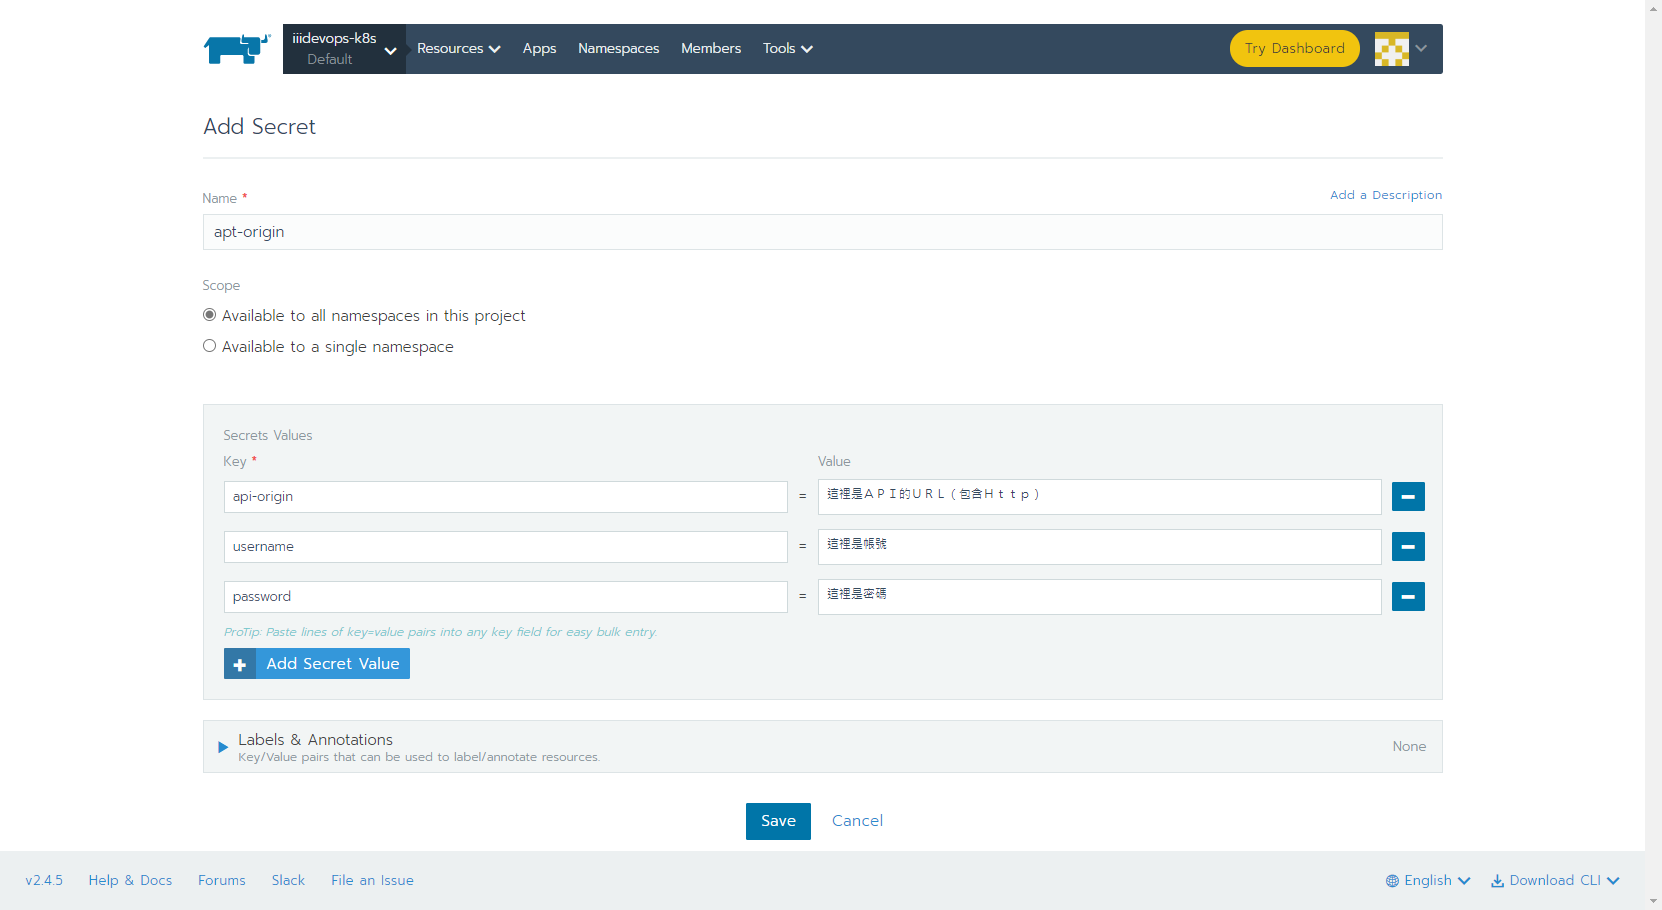 iiidevops-k8s
Default
Resources
Apps
Namespaces
Members
Tools
Try Dashboard
Add Secret
Name *
Add a Description
apt-origin
Scope
Available to all namespaces in this project
Available to a single namespace
Secrets Values
Key *
Value
api-origin
=
這裡是ＡＰＩ的ＵＲＬ（包含Ｈｔｔｐ）
username
=
這裡是帳號
password
=
這裡是密碼
ProTip: Paste lines of key=value pairs into any key field for easy bulk entry.
Add Secret Value
Labels & Annotations
Key/Value pairs that can be used to label/annotate resources.
None
Save
Cancel
v2.4.5
Help & Docs
Forums
Slack
File an Issue
English
Download CLI